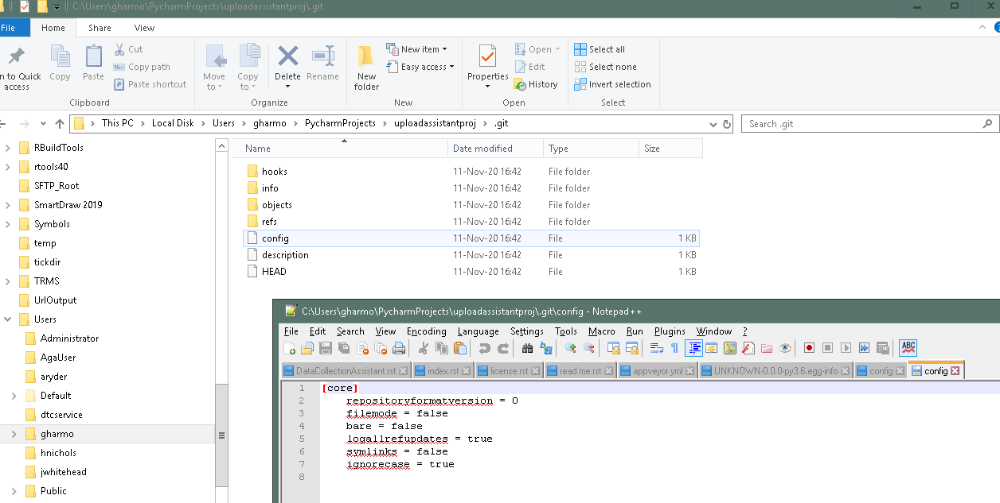 C:\Users\gharmo\PycharmProjects\uploadassistantproj\.git
File Home Share View
n to Quick access
Copy
Paste
Cut
Copy path
Paste shortcut
Move to
Copy to
Delete
Rename
New folder
New item
Easy access
Properties
Open
Edit
History
Select all
Select none
Invert selection
Clipboard Organize New Open Select
This PC Local Disk Users gharmo PycharmProjects uploadassistantproj .git
Search .git
RBuildTools
rtools40
SFTP_Root
SmartDraw 2019
Symbols
temp
tickdir
TRMS
UrlOutput
Users
Administrator
AgaUser
aryder
Default
dtcservice
gharmo
hnichols
jwhitehead
Public
Name Date modified Type Size
hooks 11-Nov-20 16:42 File folder
info 11-Nov-20 16:42 File folder
objects 11-Nov-20 16:42 File folder
refs 11-Nov-20 16:42 File folder
config 11-Nov-20 16:42 File 1 KB
description 11-Nov-20 16:42 File 1 KB
HEAD 11-Nov-20 16:42 File 1 KB
C:\Users\gharmo\PycharmProjects\uploadassistantproj\.git\config - Notepad++
File Edit Search View Encoding Language Settings Tools Macro Run Plugins Window ?
ABC
DataCollectionAssistant.rst index.rst license.rst read me.rst appveyor.yml UNKNOWN-0.0.0-py3.6.egg-info config config
1 [core]
2 repositoryformatversion = 0
3 filemode = false
4 bare = false
5 logallrefupdates = true
6 symlinks = false
7 ignorecase = true
8